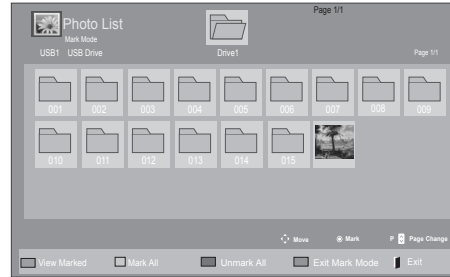 Page 1/1
Photo List
Mark Mode
USB1 USB Drive Drive1 Page 1/1
001 002 003 004 005 006 007 008 009
010 011 012 013 014 015
Move Mark P Page Change
View Marked Mark All Unmark All Exit Mark Mode Exit